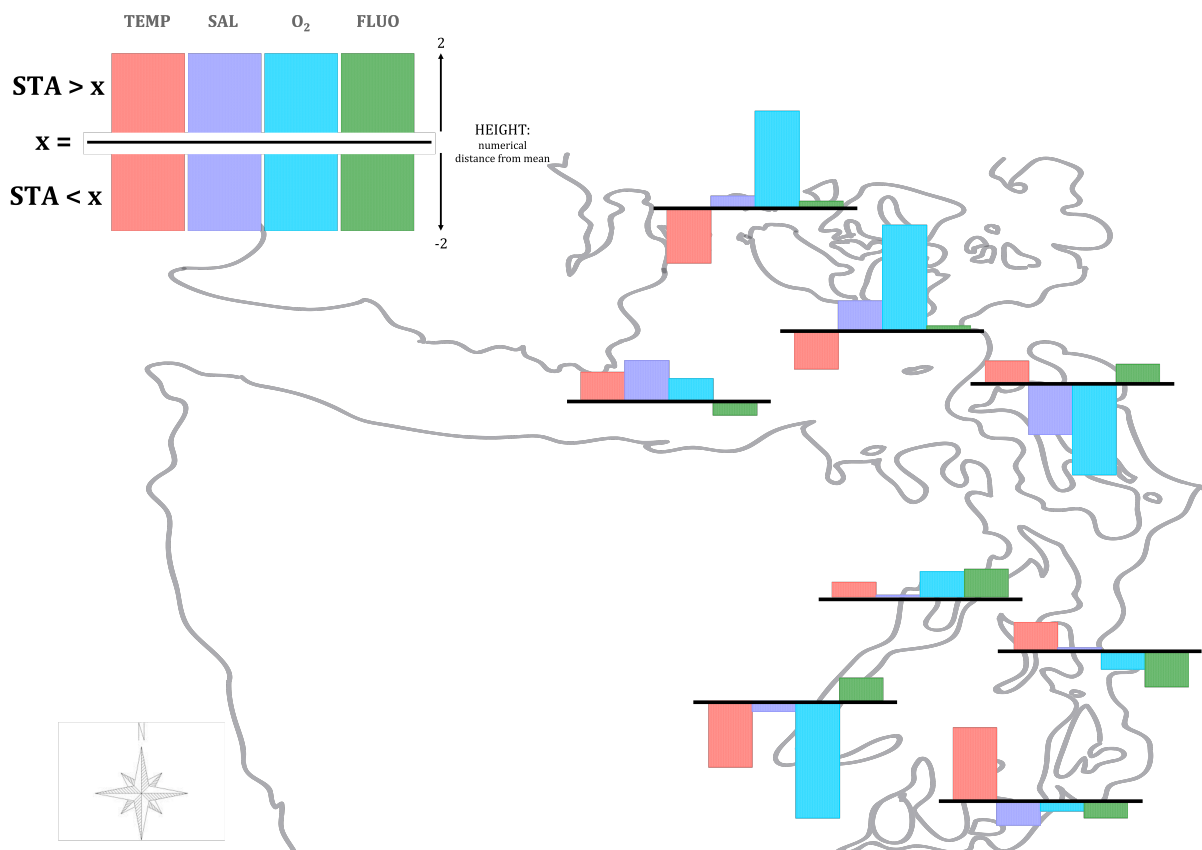 TEMP SAL O₂ FLUO
2
STA > x
HEIGHT:
x =
numerical
distance from mean
STA < x
-2
N